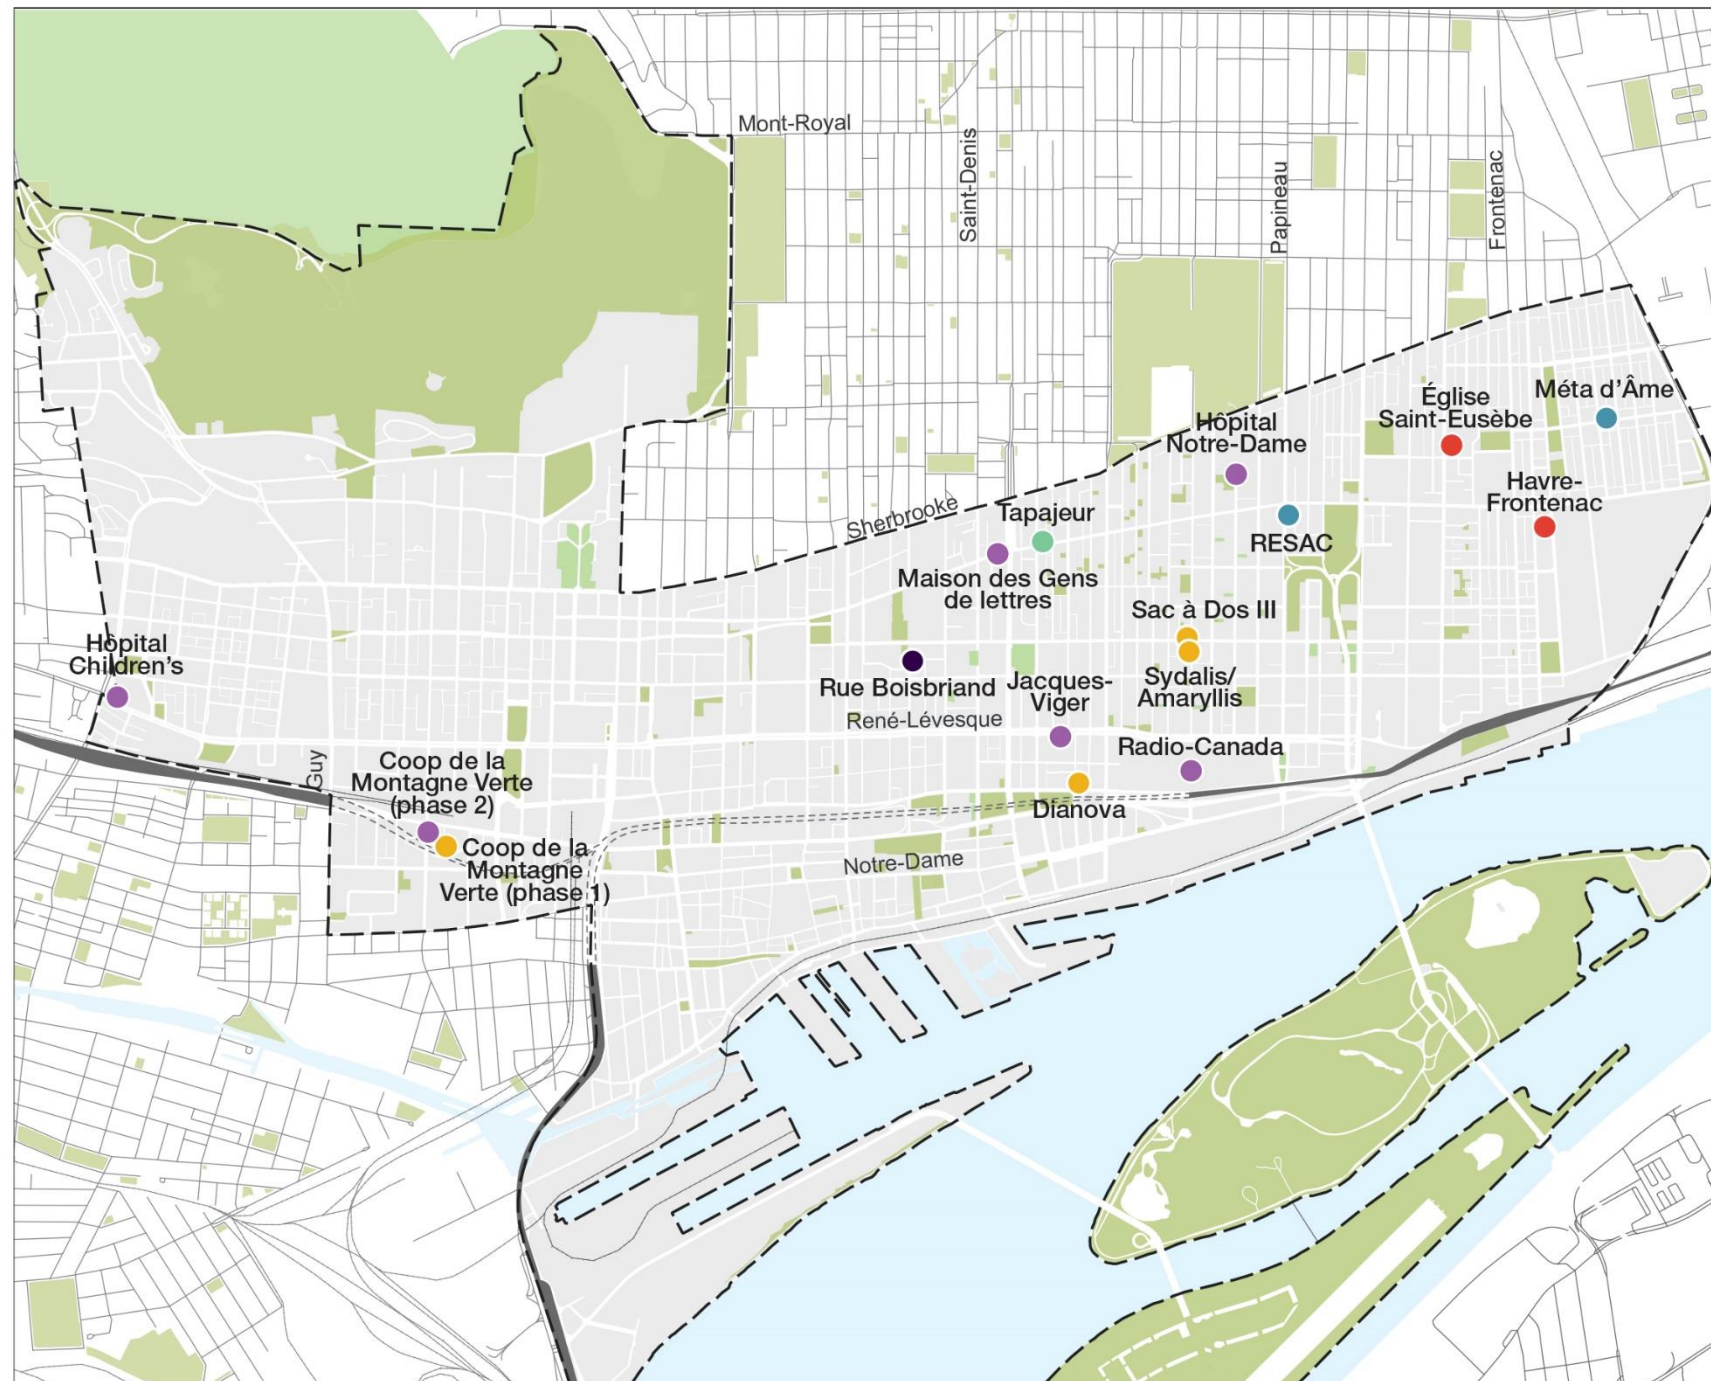 Mont-Royal
Saint-Denis
Papineau
Frontenac
Méta d'Âme
Église
Saint-Eusèbe
Hôpital
Notre-Dame
Havre-
Frontenac
Sherbrooke
Tapajeur
RESAC
Maison des Gens
de lettres
Sac à Dos III
Hôpital
Children's
Rue Boisbriand
Jacques-
Viger
Sydalis/
Amaryllis
René-Lévesque
Radio-Canada
Guy
Coop de la
Montagne Verte
(phase 2)
Dianova
Coop de la
Montagne
Verte (phase 1)
Notre-Dame